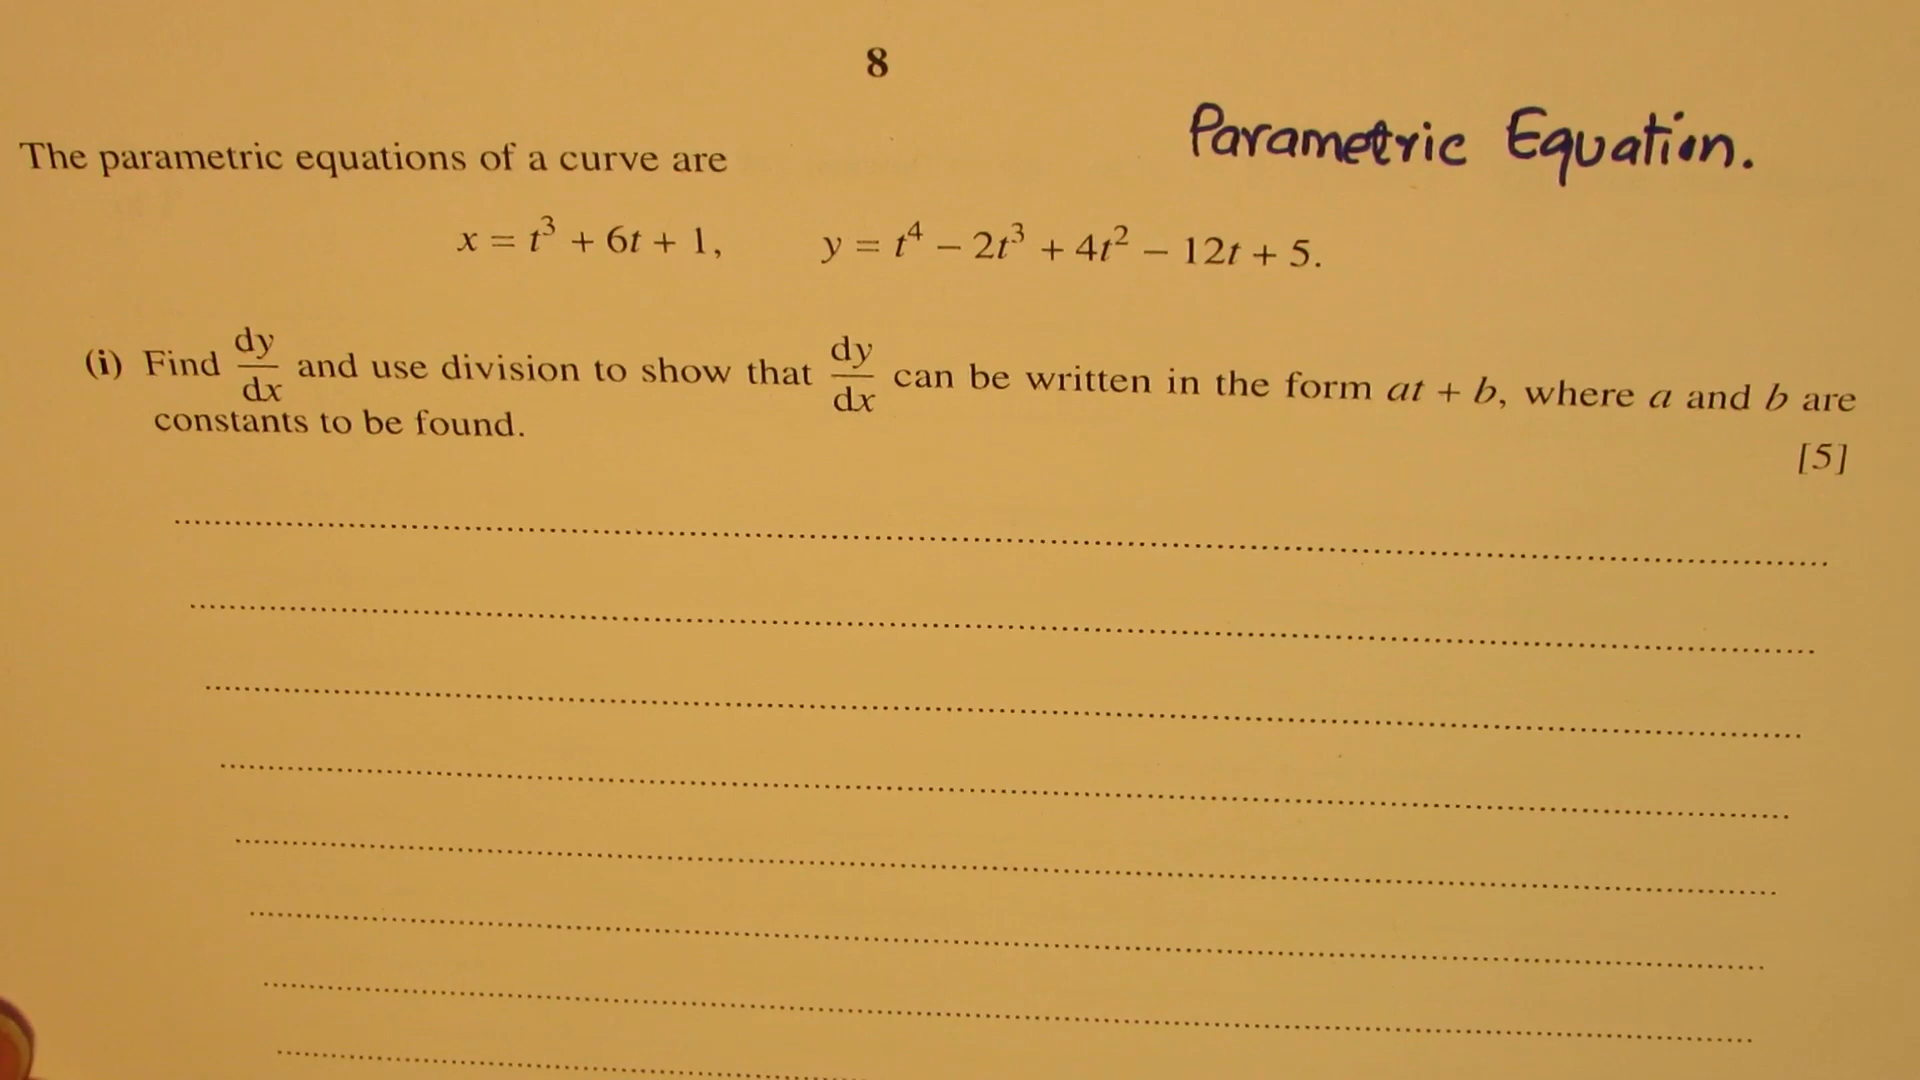 8
Parametric Equation.
The parametric equations of a curve are
x = t³ + 6t + 1, y = t⁴ − 2t³ + 4t² − 12t + 5.
(i) Find dy/dx and use division to show that dy/dx can be written in the form at + b, where a and b are
constants to be found.
[5]